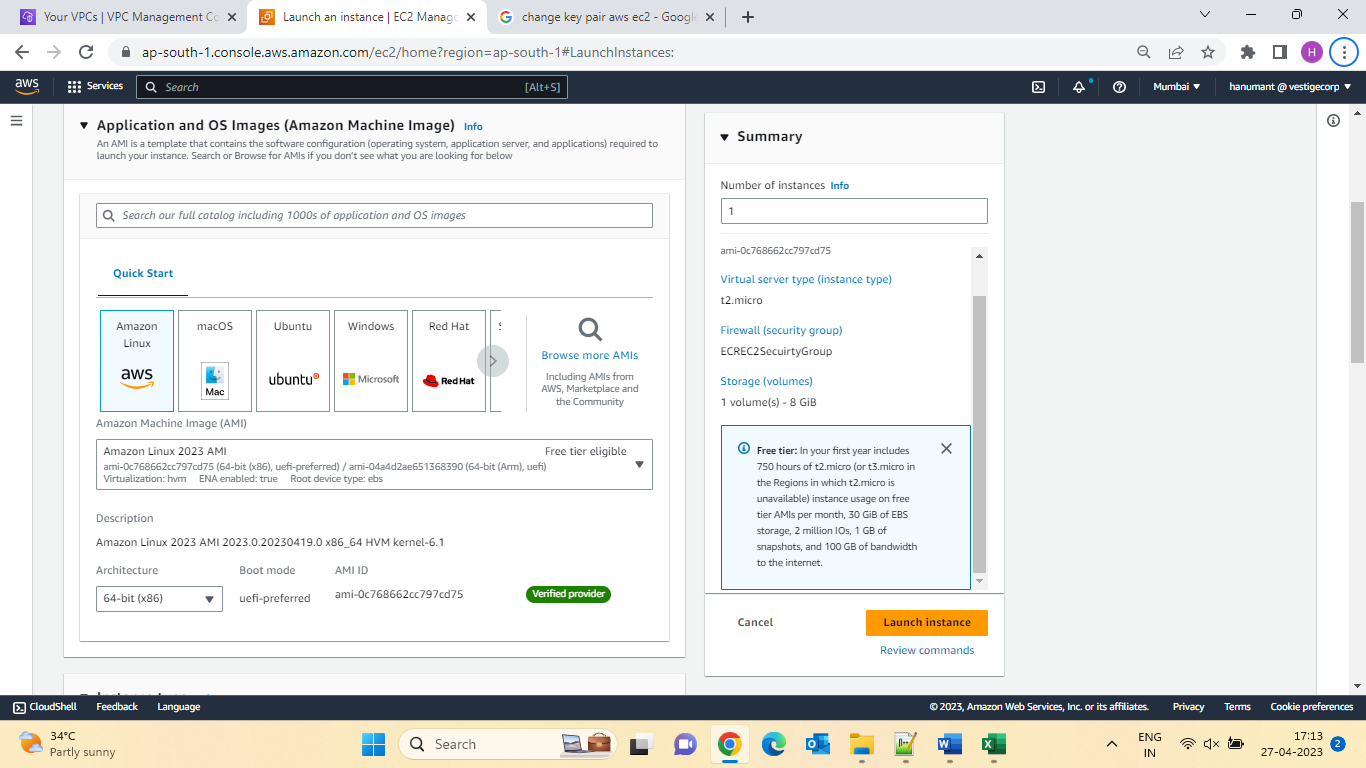 Your VPCs | VPC Management Co
Launch an instance | EC2 Manage
change key pair aws ec2 - Google
ap-south-1.console.aws.amazon.com/ec2/home?region=ap-south-1#LaunchInstances:
H
aws
Services
Search
[Alt+S]
Mumbai
hanumant @ vestigecorp
Application and OS Images (Amazon Machine Image) Info
An AMI is a template that contains the software configuration (operating system, application server, and applications) required to
launch your instance. Search or Browse for AMIs if you don't see what you are looking for below
Search our full catalog including 1000s of application and OS images
Quick Start
Amazon
Linux
aws
macOS
Mac
Ubuntu
ubuntu
Windows
Microsoft
Red Hat
Red Hat
Browse more AMIs
Including AMIs from
AWS, Marketplace and
the Community
Amazon Machine Image (AMI)
Amazon Linux 2023 AMI
Free tier eligible
ami-0c768662cc797cd75 (64-bit (x86), uefi-preferred) / ami-04a4d2ae651368390 (64-bit (Arm), uefi)
Virtualization: hvm ENA enabled: true Root device type: ebs
Description
Amazon Linux 2023 AMI 2023.0.20230419.0 x86_64 HVM kernel-6.1
Architecture
Boot mode
AMI ID
64-bit (x86)
uefi-preferred
ami-0c768662cc797cd75
Verified provider
Summary
Number of instances Info
1
ami-0c768662cc797cd75
Virtual server type (instance type)
t2.micro
Firewall (security group)
ECREC2SecuirtyGroup
Storage (volumes)
1 volume(s) - 8 GiB
Free tier: In your first year includes
750 hours of t2.micro (or t3.micro in
the Regions in which t2.micro is
unavailable) instance usage on free
tier AMIs per month, 30 GiB of EBS
storage, 2 million IOs, 1 GB of
snapshots, and 100 GB of bandwidth
to the internet.
Cancel
Launch instance
Review commands
CloudShell
Feedback
Language
© 2023, Amazon Web Services, Inc. or its affiliates.
Privacy
Terms
Cookie preferences
34°C
Partly sunny
Search
ENG
IN
17:13
27-04-2023
2